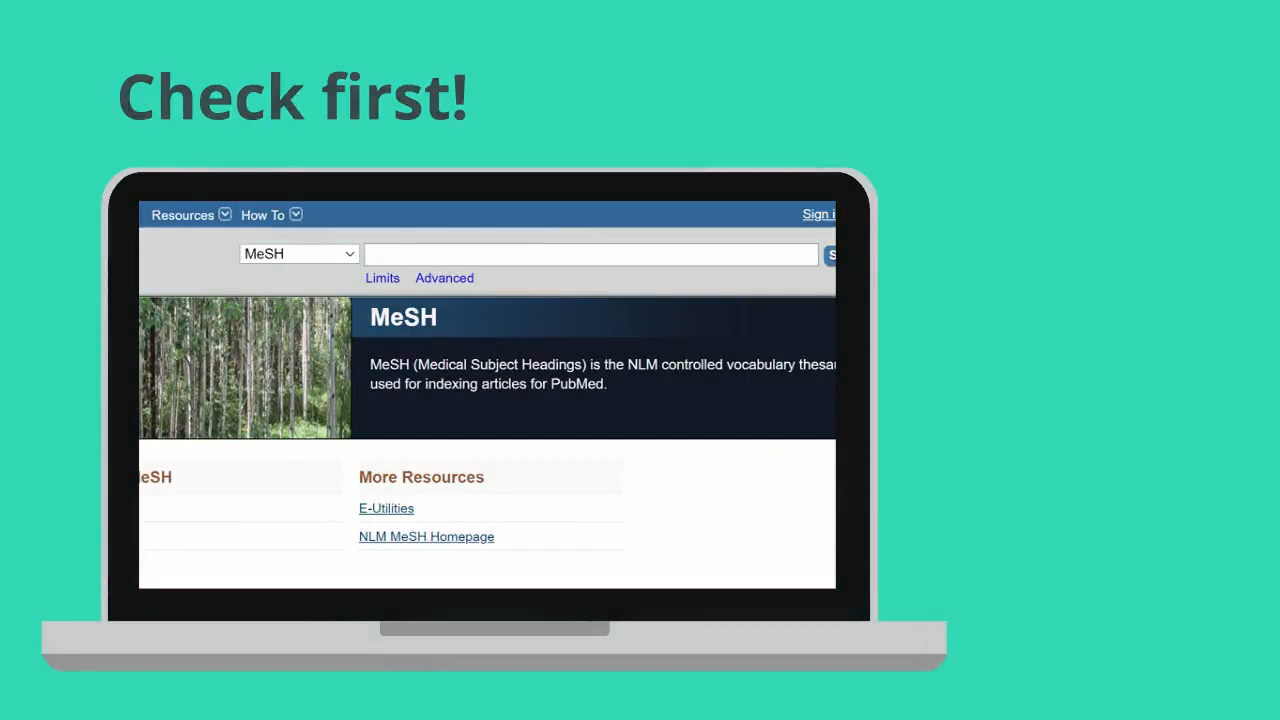 Check first!
Resources How To Sign i
MeSH
Limits Advanced
MeSH
MeSH (Medical Subject Headings) is the NLM controlled vocabulary thesau
used for indexing articles for PubMed.
eSH More Resources
E-Utilities
NLM MeSH Homepage